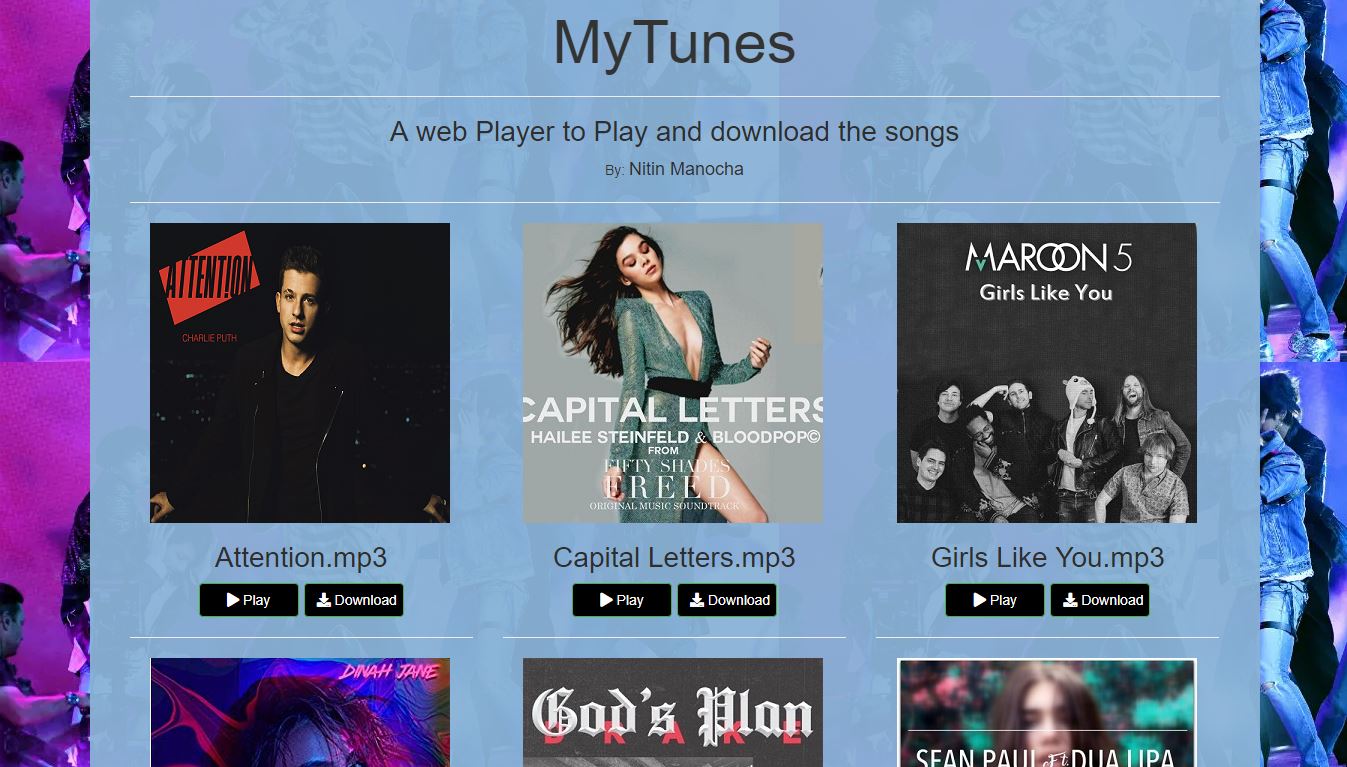 MyTunes
A web Player to Play and download the songs
By: Nitin Manocha
ATTENTION
CHARLIE PUTH
CAPITAL LETTERS
HAILEE STEINFELD & BLOODPOP©
FROM
FIFTY SHADES
FREED
ORIGINAL MUSIC SOUNDTRACK
MAROON 5
Girls Like You
Attention.mp3
Play Download
Capital Letters.mp3
Play Download
Girls Like You.mp3
Play Download
DINAH JANE
God's Plan
DRAKE
SEAN PAUL Ft. DUA LIPA